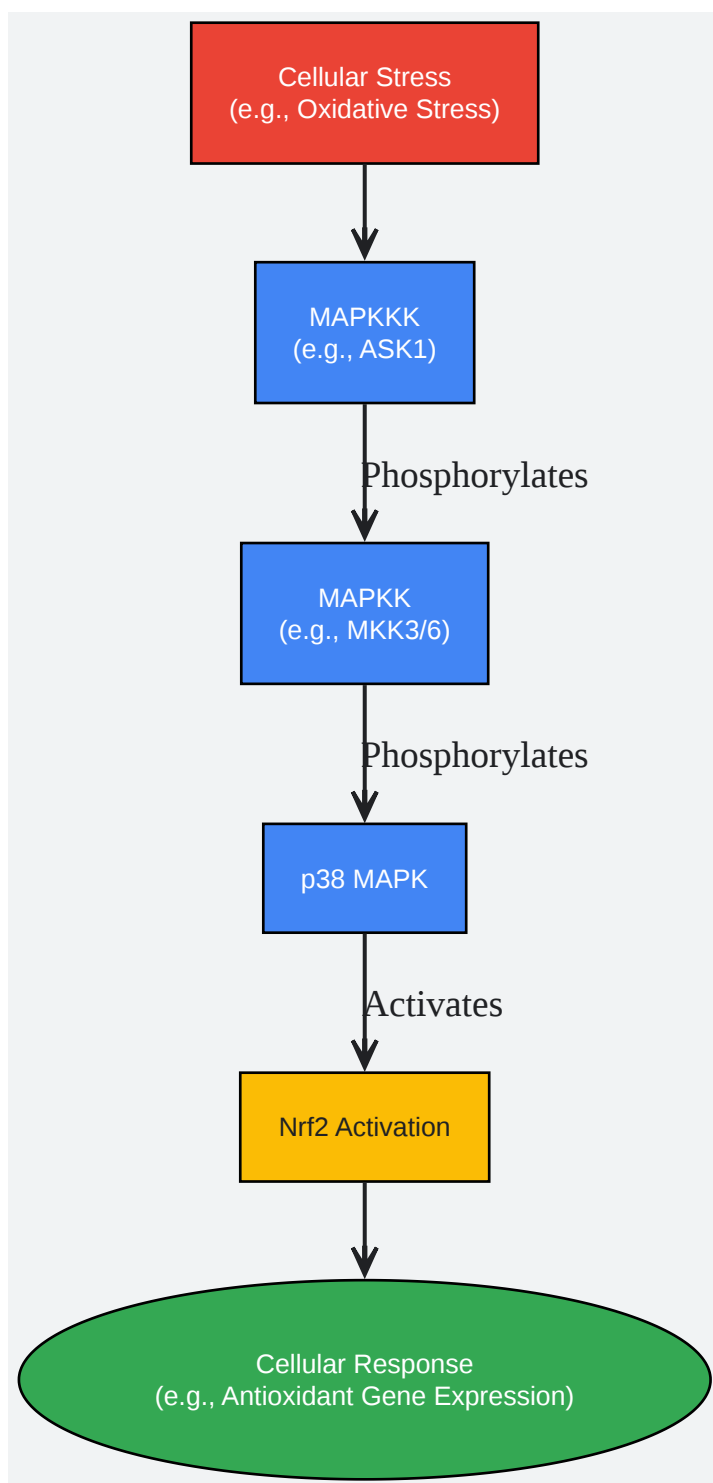 Cellular Stress
(e.g., Oxidative Stress)
MAPKKK
(e.g., ASK1)
Phosphorylates
MAPKK
(e.g., MKK3/6)
Phosphorylates
p38 MAPK
Activates
Nrf2 Activation
Cellular Response
(e.g., Antioxidant Gene Expression)